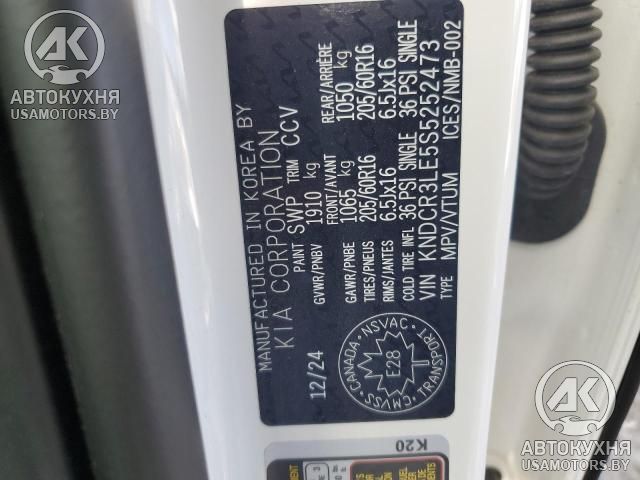 MANUFACTURED IN KOREA BY
KIA CORPORATION
12/24 PAINT SWP TRIM CCV
GVWR/PNBV 1910 kg
FRONT/AVANT REAR/ARRIÈRE
GAWR/PNBE 1065 kg 1050 kg
TIRES/PNEUS 205/60R16 205/60R16
RIMS/JANTES 6.5Jx16 6.5Jx16
COLD TIRE INFL 36 PSI SINGLE 36 PSI SINGLE
VIN KNDCR3LE5S5252473
TYPE MPV/VTUM ICES/NMB-002
CANADA · NSVAC · TRANSPORT · CMVSS ·
E28
K20
АК
АВТОКУХНЯ
USAMOTORS.BY
АК
АВТОКУХНЯ
USAMOTORS.BY